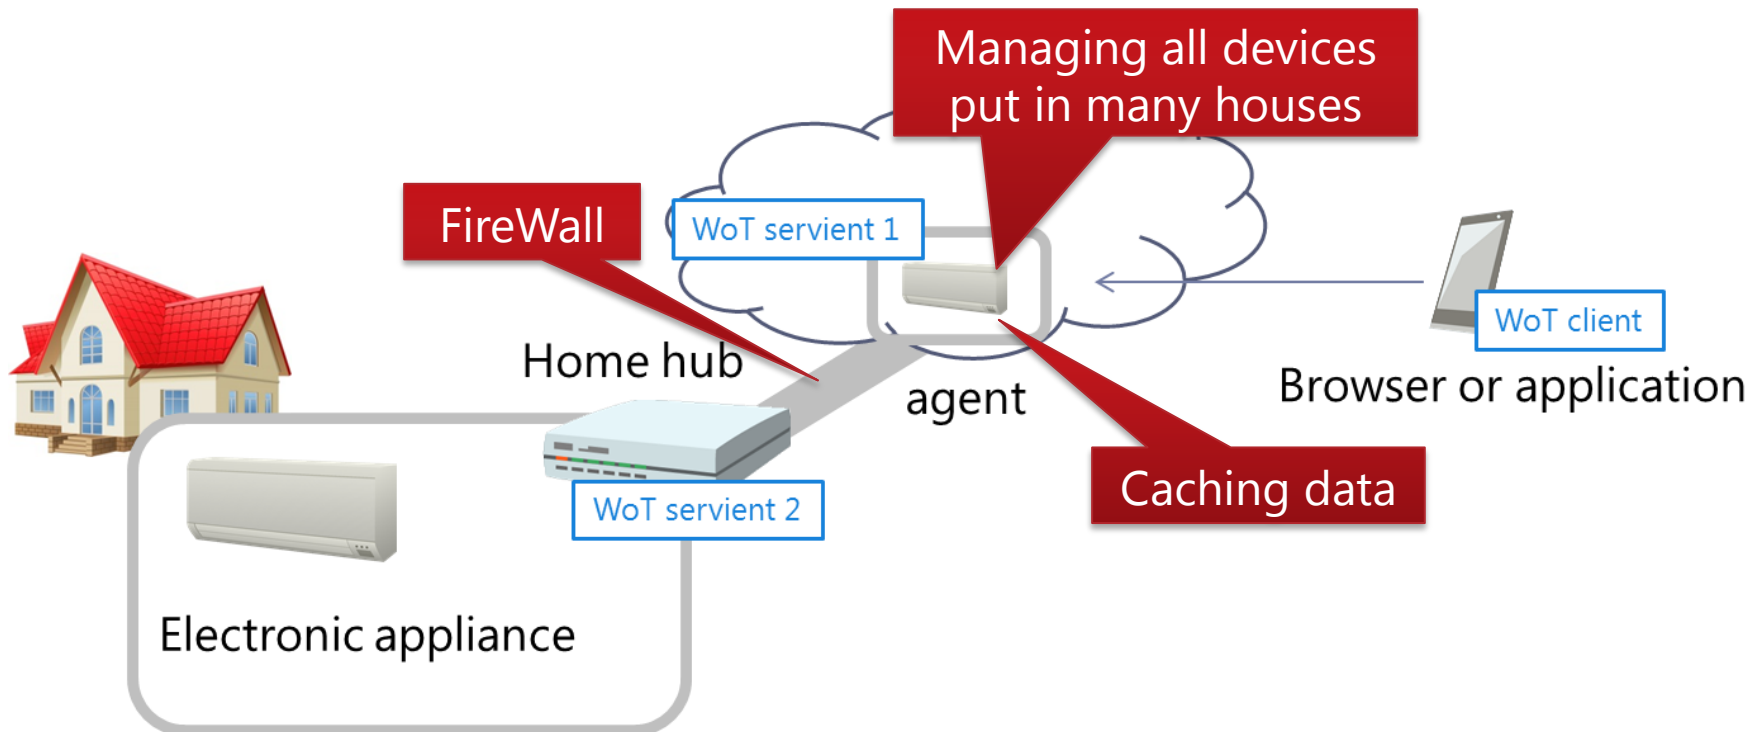 Managing all devices
put in many houses
FireWall
WoT servient 1
WoT client
Home hub
agent
Browser or application
Caching data
WoT servient 2
Electronic appliance